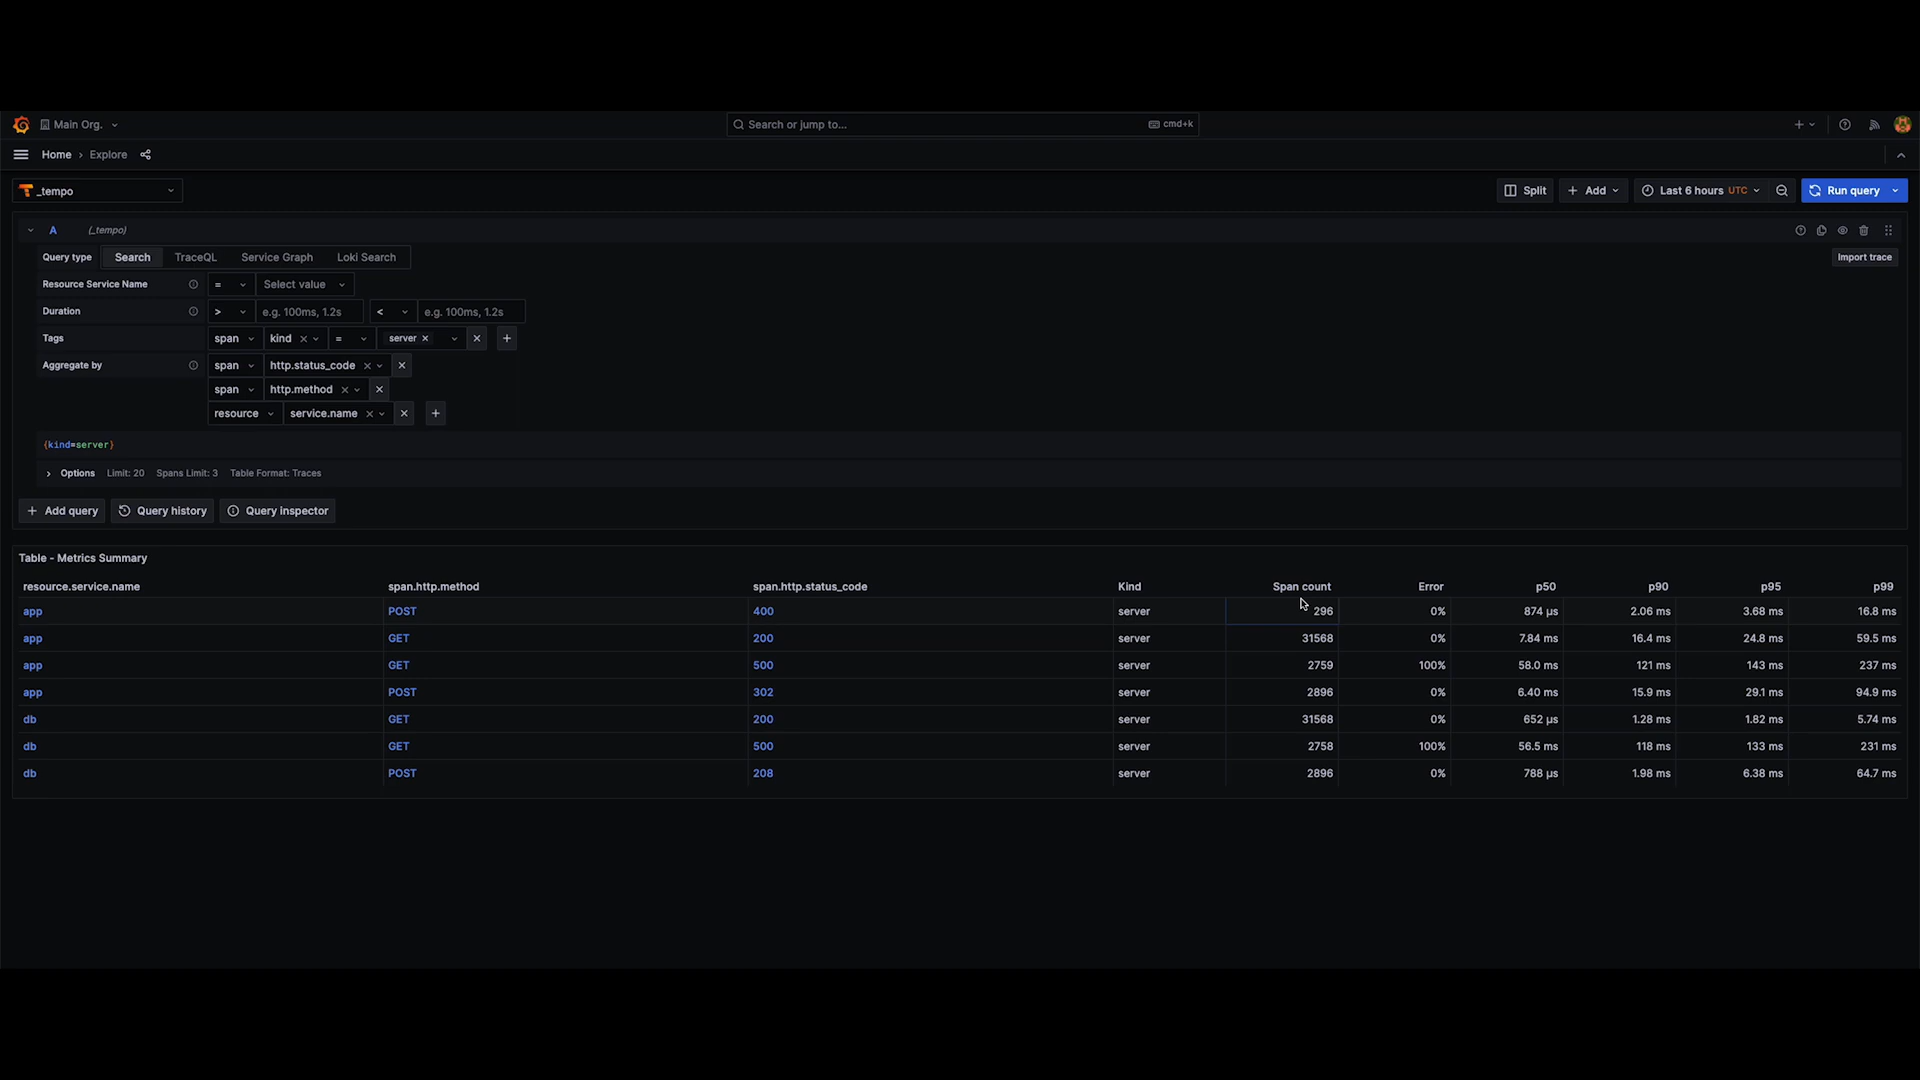 Main Org.
Search or jump to...
cmd+k
Home › Explore
_tempo
Split
Add
Last 6 hours UTC
Run query
A (_tempo)
Query type Search TraceQL Service Graph Loki Search
Import trace
Resource Service Name = Select value
Duration > e.g. 100ms, 1.2s < e.g. 100ms, 1.2s
Tags span kind = server
Aggregate by span http.status_code
span http.method
resource service.name
{kind=server}
Options Limit: 20 Spans Limit: 3 Table Format: Traces
Add query Query history Query inspector
Table - Metrics Summary
resource.service.name span.http.method span.http.status_code Kind Span count Error p50 p90 p95 p99
app POST 400 server 296 0% 874 µs 2.06 ms 3.68 ms 16.8 ms
app GET 200 server 31568 0% 7.84 ms 16.4 ms 24.8 ms 59.5 ms
app GET 500 server 2759 100% 58.0 ms 121 ms 143 ms 237 ms
app POST 302 server 2896 0% 6.40 ms 15.9 ms 29.1 ms 94.9 ms
db GET 200 server 31568 0% 652 µs 1.28 ms 1.82 ms 5.74 ms
db GET 500 server 2758 100% 56.5 ms 118 ms 133 ms 231 ms
db POST 208 server 2896 0% 788 µs 1.98 ms 6.38 ms 64.7 ms